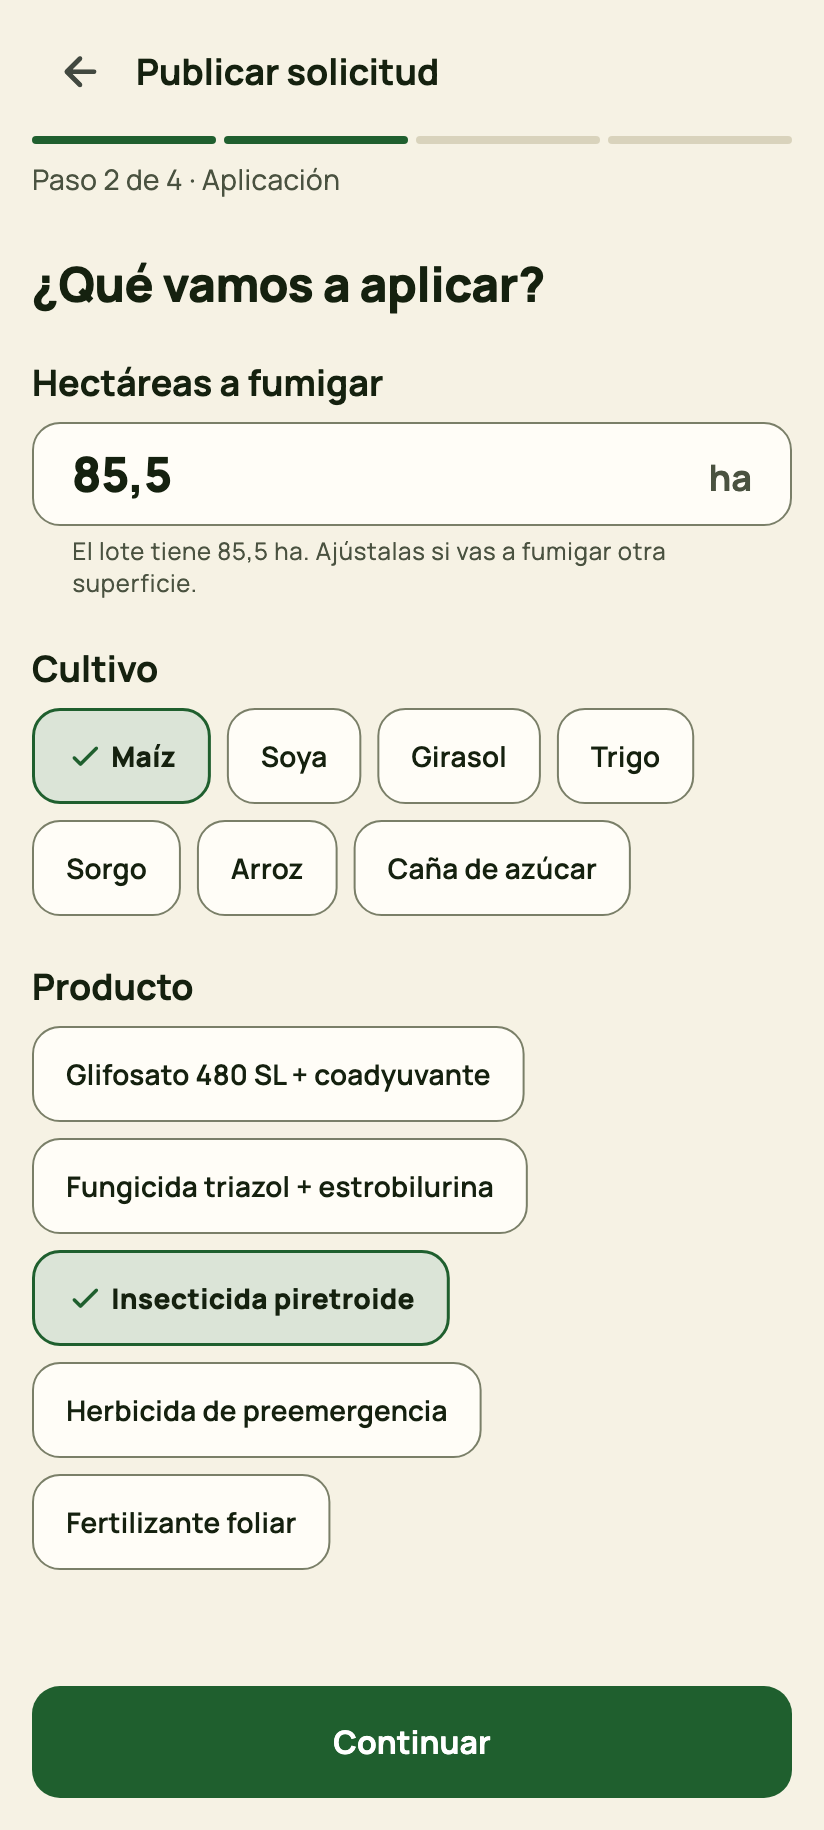 Publicar solicitud
Paso 2 de 4 · Aplicación
¿Qué vamos a aplicar?
Hectáreas a fumigar
85,5 ha
El lote tiene 85,5 ha. Ajústalas si vas a fumigar otra
superficie.
Cultivo
Maíz Soya Girasol Trigo
Sorgo Arroz Caña de azúcar
Producto
Glifosato 480 SL + coadyuvante
Fungicida triazol + estrobilurina
Insecticida piretroide
Herbicida de preemergencia
Fertilizante foliar
Continuar